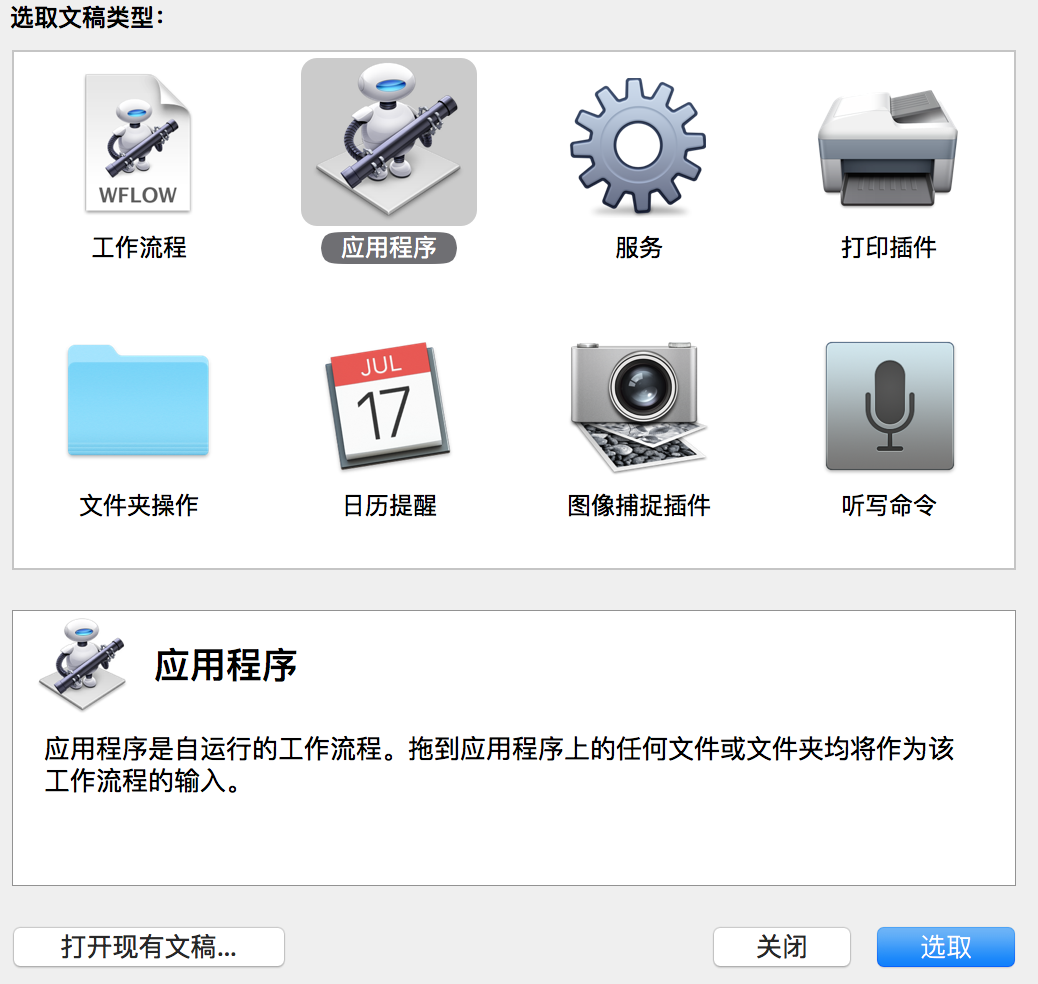 选取文稿类型：
WFLOW
工作流程
应用程序
服务
打印插件
JUL
17
文件夹操作
日历提醒
图像捕捉插件
听写命令
应用程序
应用程序是自运行的工作流程。拖到应用程序上的任何文件或文件夹均将作为该
工作流程的输入。
打开现有文稿...
关闭
选取